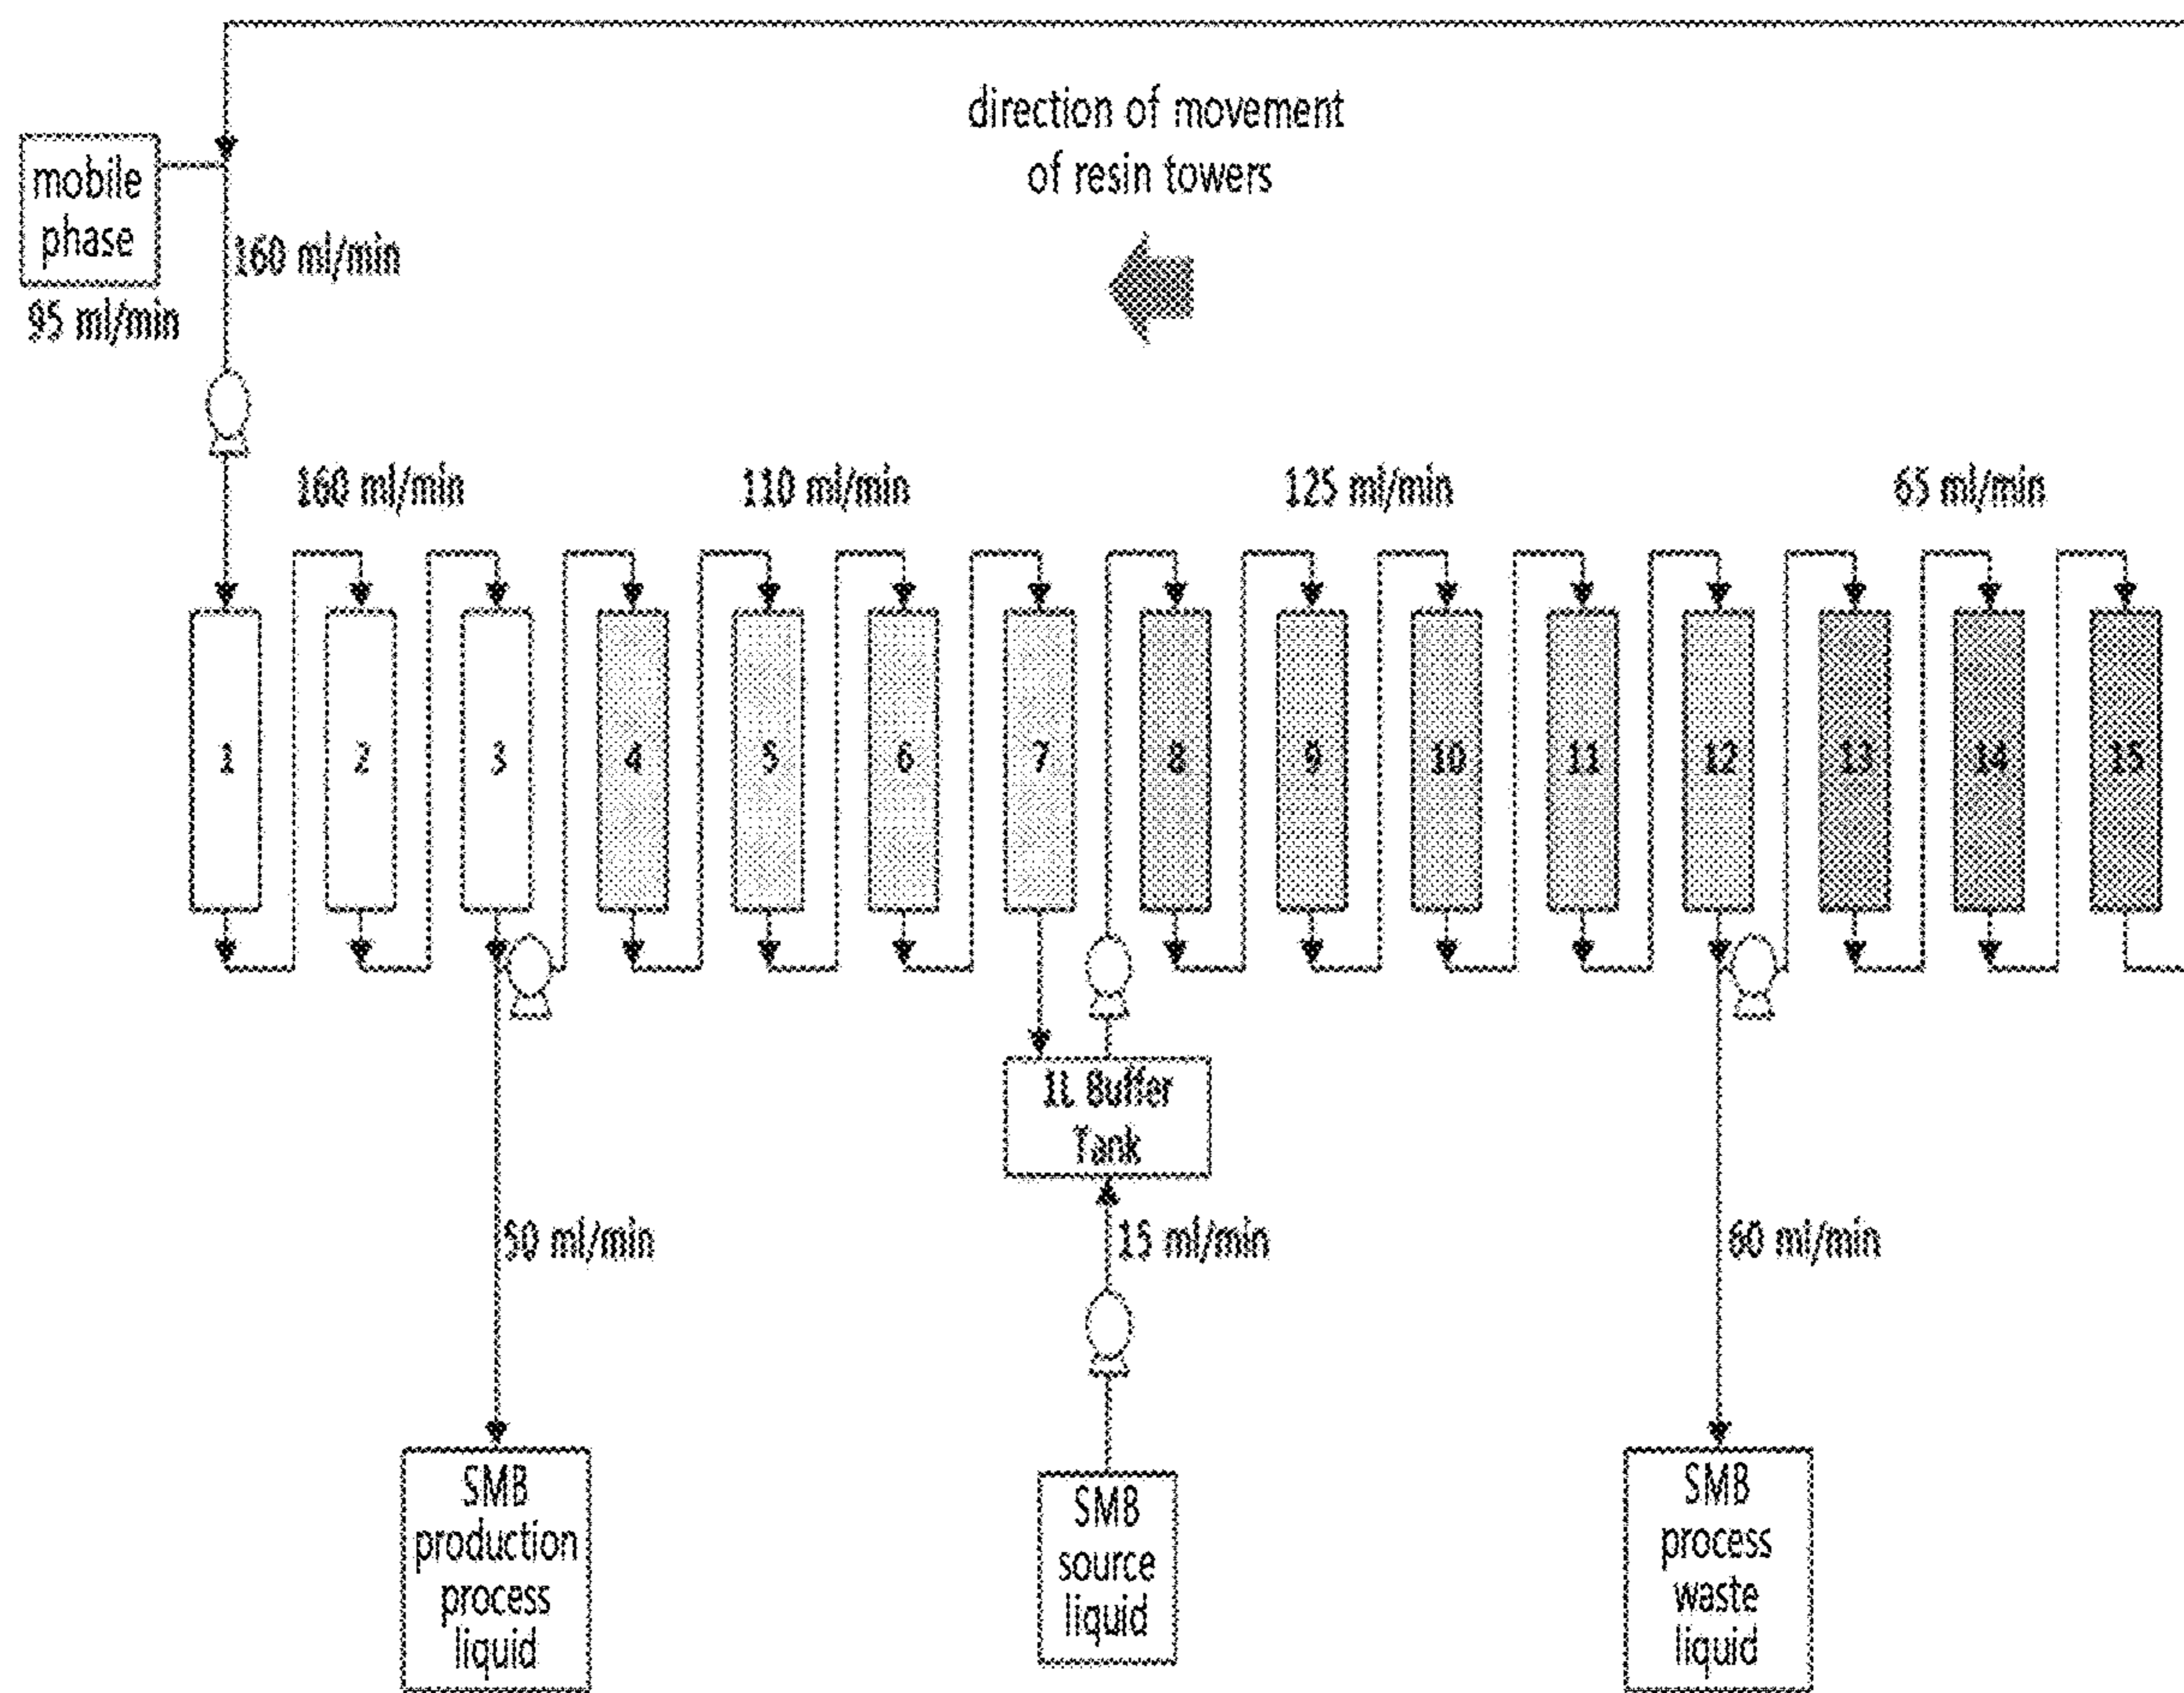 direction of movement
of resin towers
mobile
phase
160 ml/min
95 ml/min
160 ml/min
110 ml/min
125 ml/min
65 ml/min
1
2
3
4
5
6
7
8
9
10
11
12
13
14
15
1L Buffer
Tank
50 ml/min
15 ml/min
60 ml/min
SMB
production
process
liquid
SMB
source
liquid
SMB
process
waste
liquid